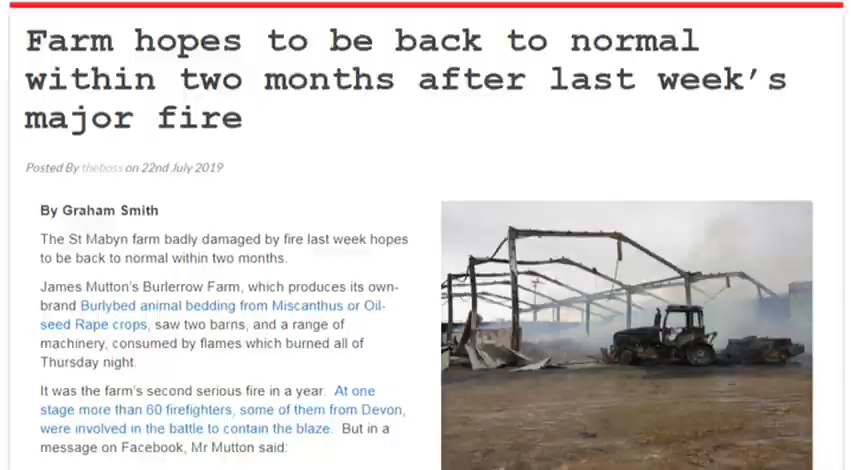 Farm hopes to be back to normal
within two months after last week's
major fire
Posted By theboss on 22nd July 2019
By Graham Smith
The St Mabyn farm badly damaged by fire last week hopes
to be back to normal within two months.
James Mutton's Burlerrow Farm, which produces its own-
brand Burlybed animal bedding from Miscanthus or Oil-
seed Rape crops, saw two barns, and a range of
machinery, consumed by flames which burned all of
Thursday night.
It was the farm's second serious fire in a year. At one
stage more than 60 firefighters, some of them from Devon,
were involved in the battle to contain the blaze. But in a
message on Facebook, Mr Mutton said: